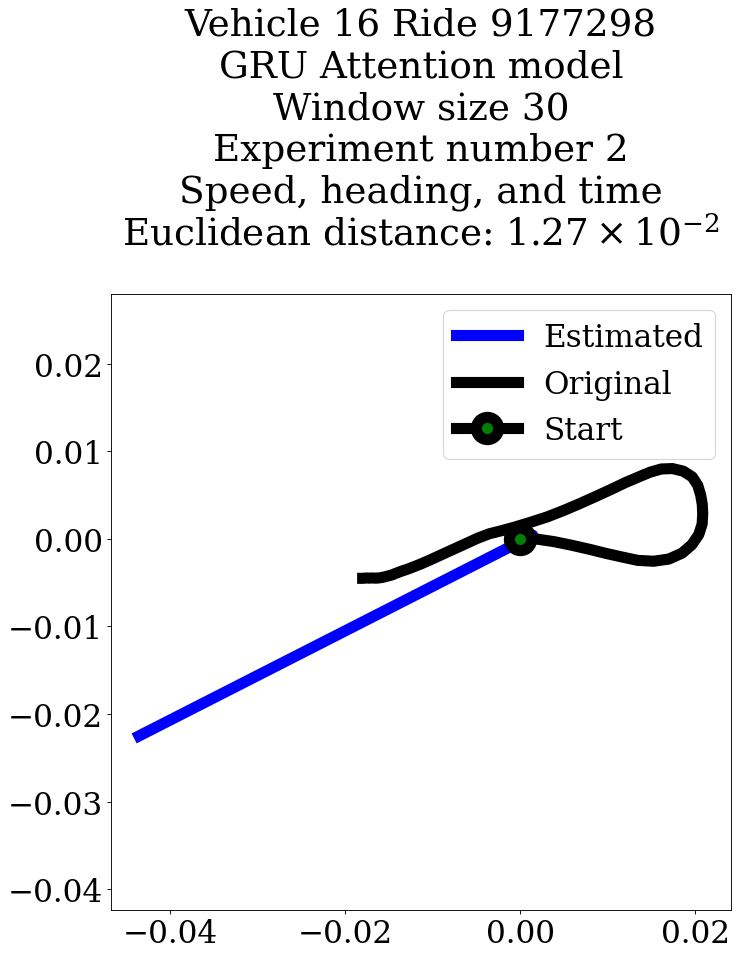 Vehicle 16 Ride 9177298
GRU Attention model
Window size 30
Experiment number 2
Speed, heading, and time
Euclidean distance: 1.27 × 10⁻²
Estimated
Original
Start
0.02
0.01
0.00
−0.01
−0.02
−0.03
−0.04
−0.04 −0.02 0.00 0.02